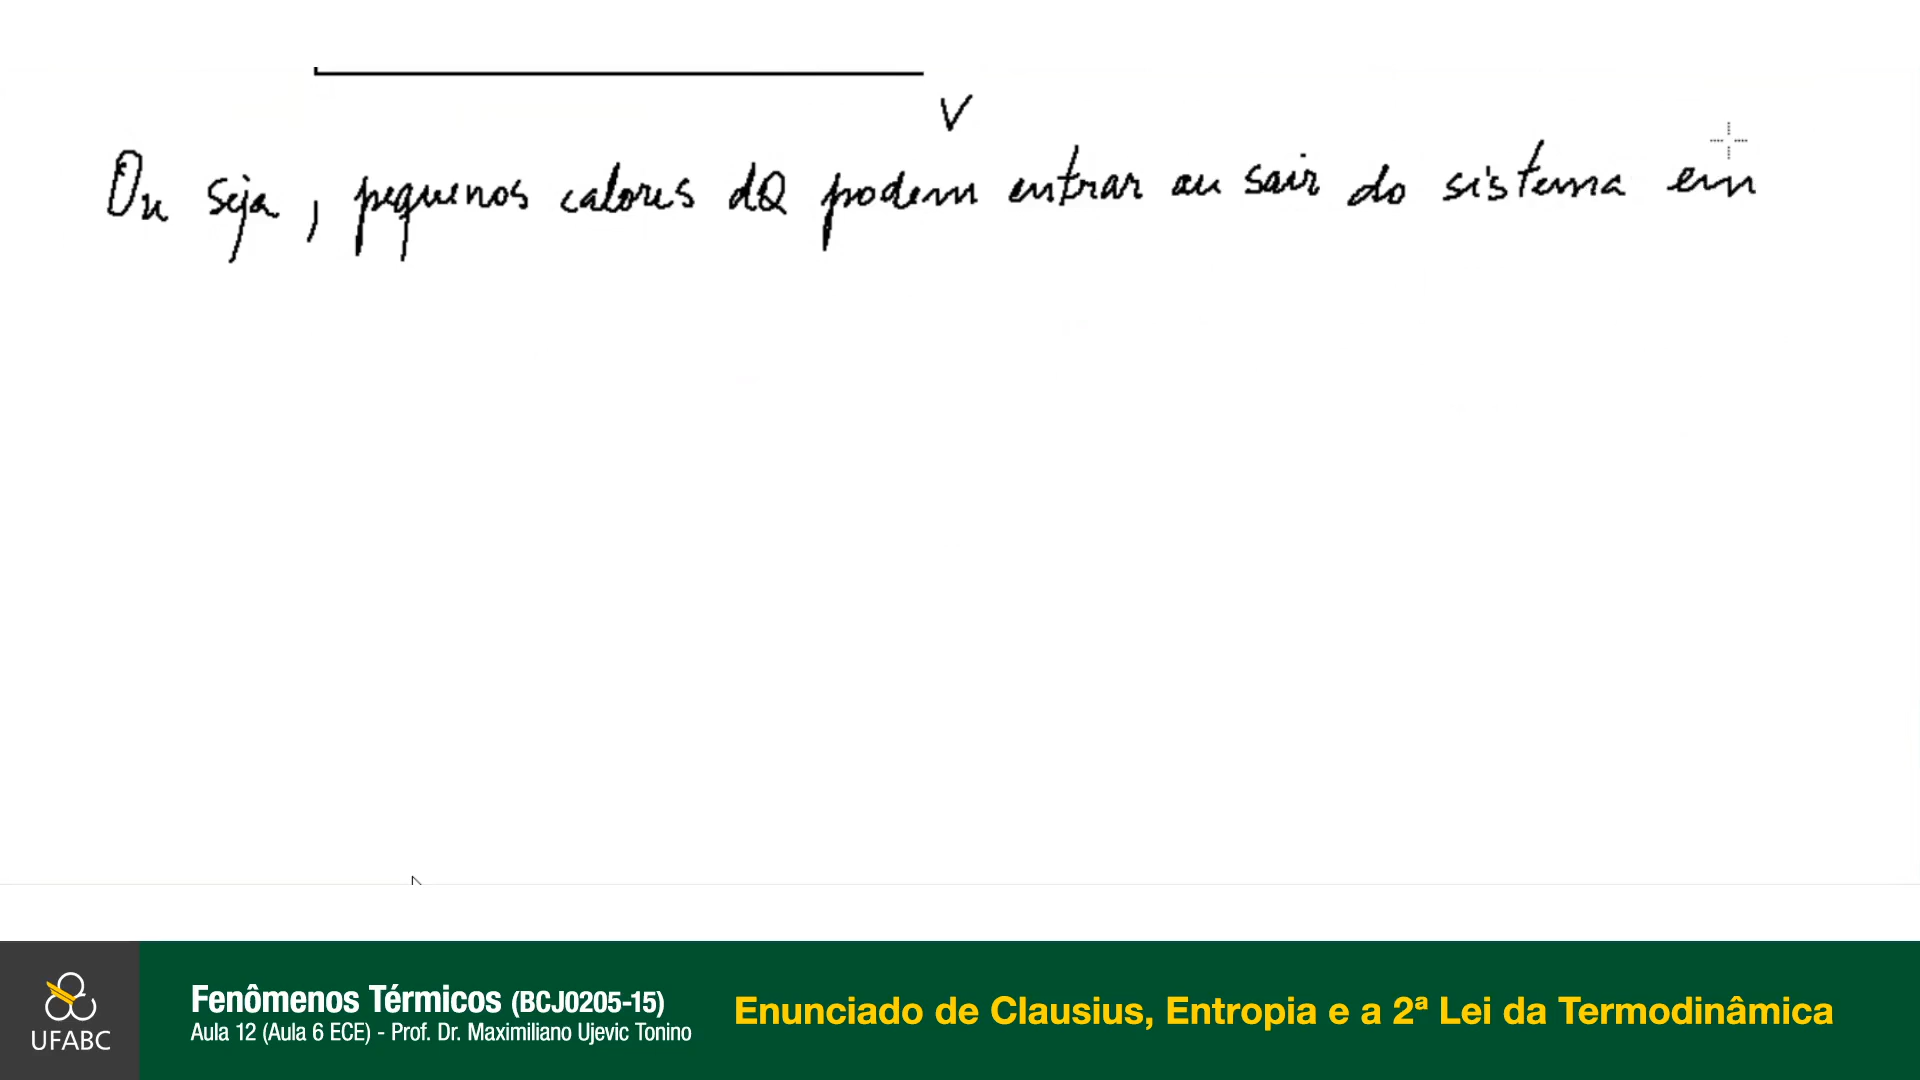 V
Ou seja, pequenos calores dQ podem entrar ou sair do sistema em
UFABC
Fenômenos Térmicos (BCJ0205-15)
Aula 12 (Aula 6 ECE) - Prof. Dr. Maximiliano Ujevic Tonino
Enunciado de Clausius, Entropia e a 2ª Lei da Termodinâmica